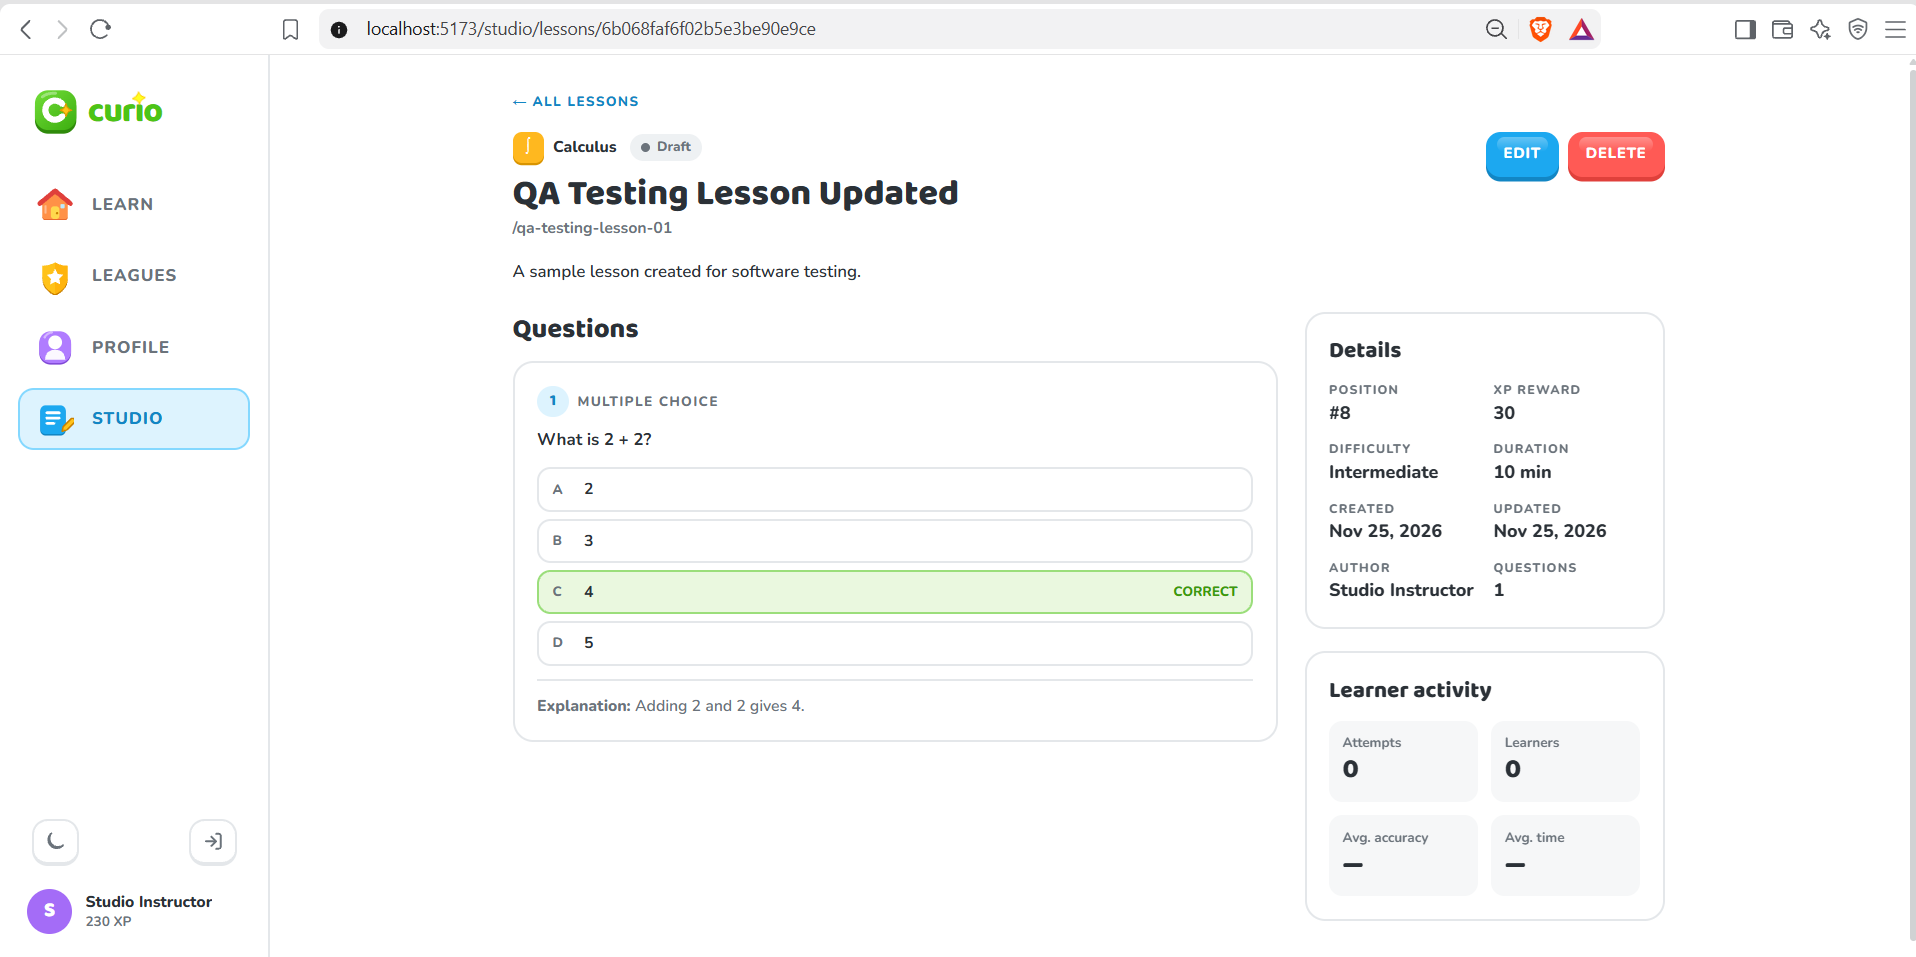 localhost:5173/studio/lessons/6b068faf6f02b5e3be90e9ce
C curio
LEARN
LEAGUES
PROFILE
STUDIO
S
Studio Instructor
230 XP
← ALL LESSONS
∫ Calculus Draft
EDIT DELETE
QA Testing Lesson Updated
/qa-testing-lesson-01
A sample lesson created for software testing.
Questions
1 MULTIPLE CHOICE
What is 2 + 2?
A 2
B 3
C 4 CORRECT
D 5
Explanation: Adding 2 and 2 gives 4.
Details
POSITION XP REWARD
#8 30
DIFFICULTY DURATION
Intermediate 10 min
CREATED UPDATED
Nov 25, 2026 Nov 25, 2026
AUTHOR QUESTIONS
Studio Instructor 1
Learner activity
Attempts Learners
0 0
Avg. accuracy Avg. time
— —